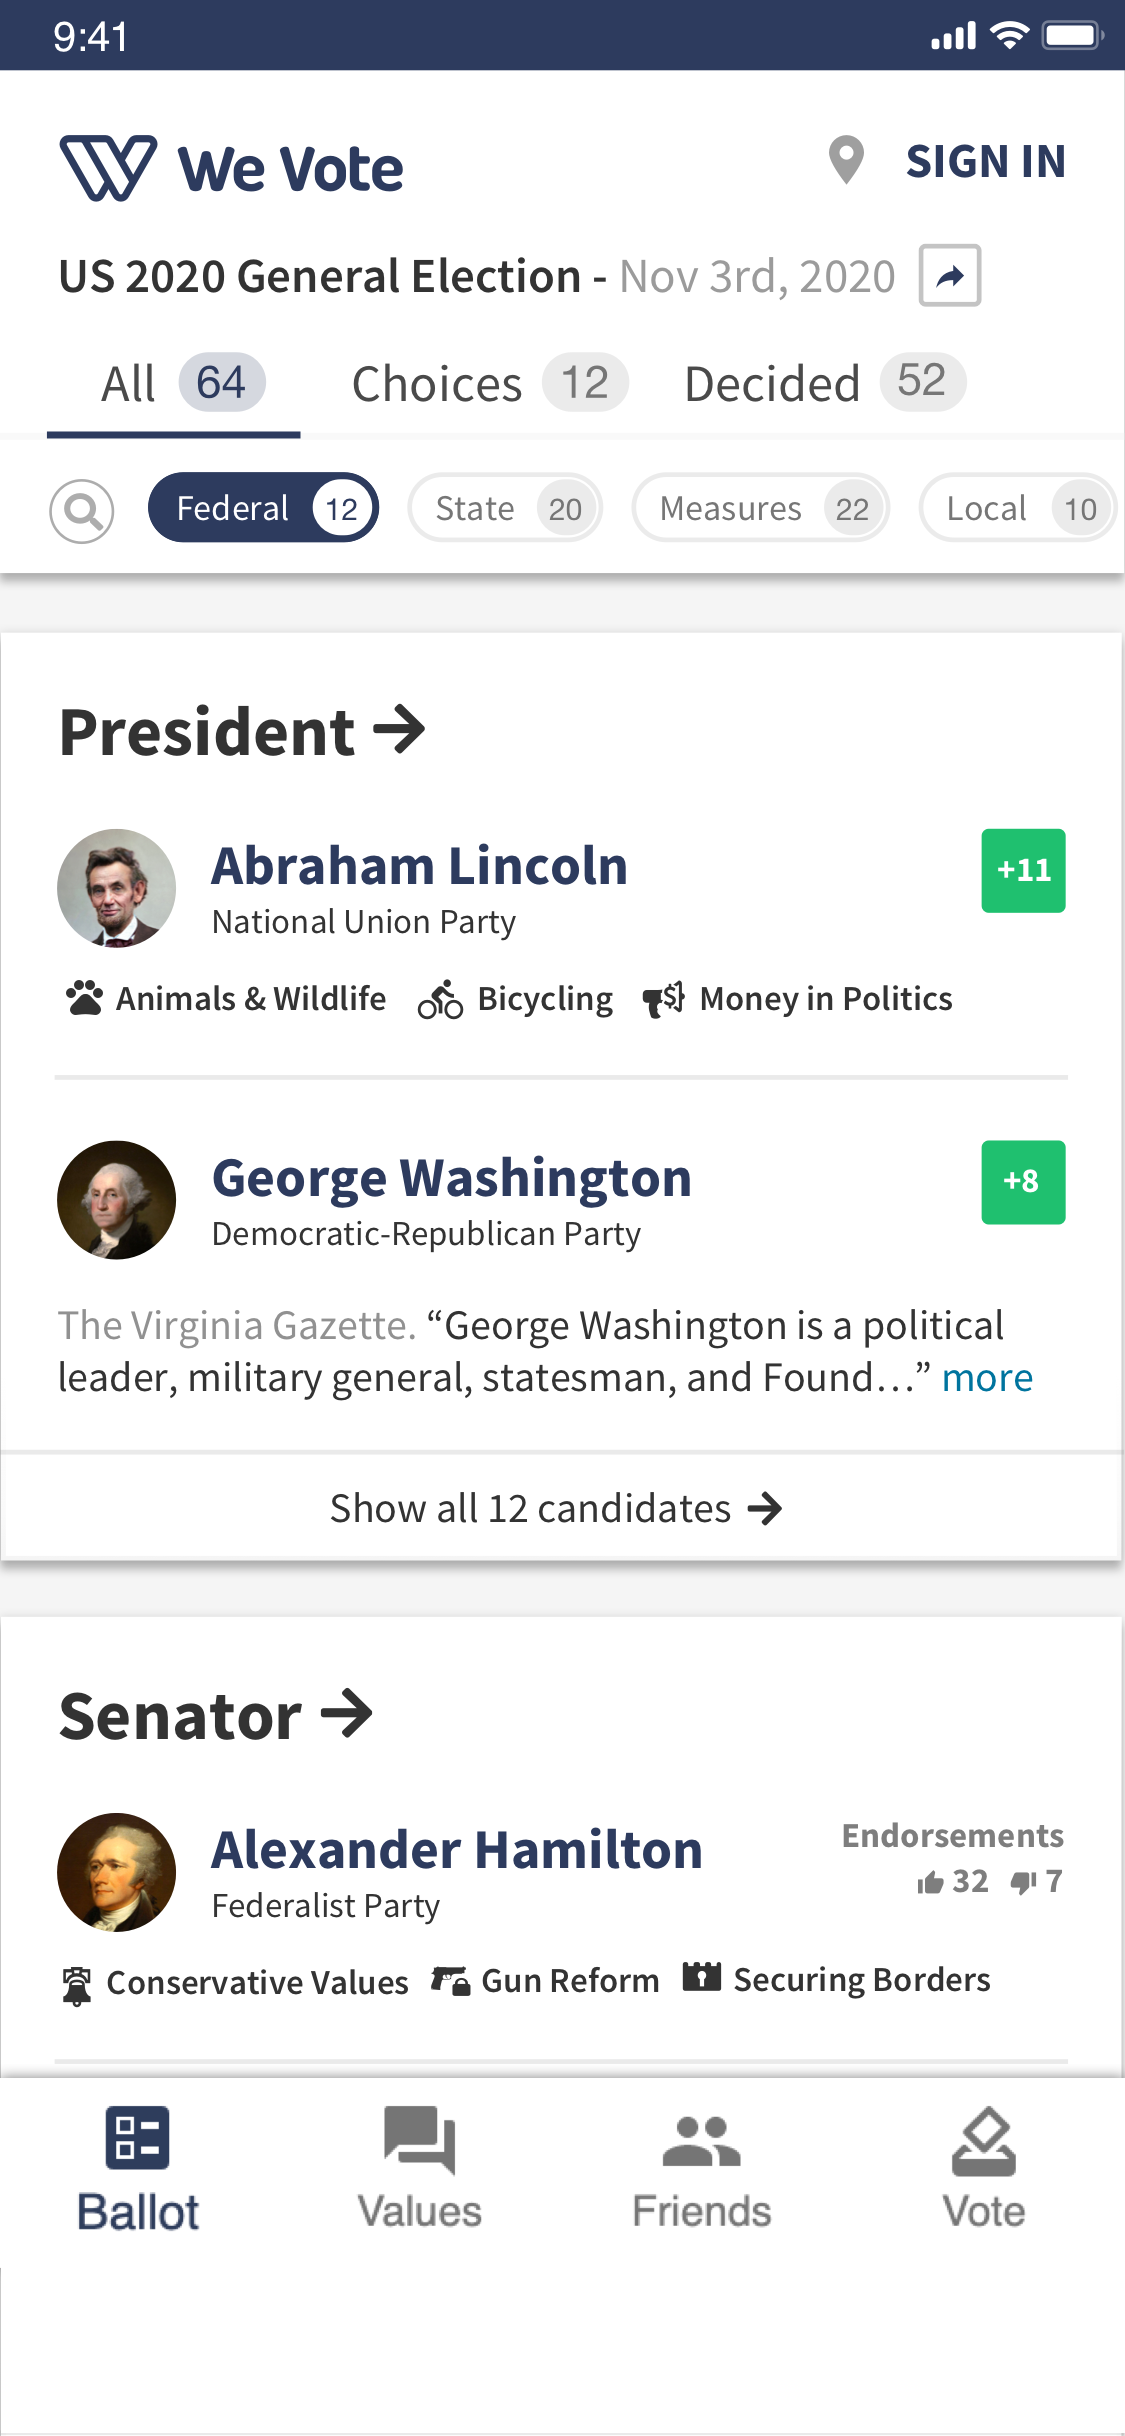 9:41
We Vote
SIGN IN
US 2020 General Election - Nov 3rd, 2020
All 64 Choices 12 Decided 52
Federal 12 State 20 Measures 22 Local 10
President
Abraham Lincoln
+11
National Union Party
Animals & Wildlife Bicycling Money in Politics
George Washington
+8
Democratic-Republican Party
The Virginia Gazette. “George Washington is a political
leader, military general, statesman, and Found…” more
Show all 12 candidates
Senator
Alexander Hamilton
Endorsements
32 7
Federalist Party
Conservative Values Gun Reform Securing Borders
Ballot Values Friends Vote